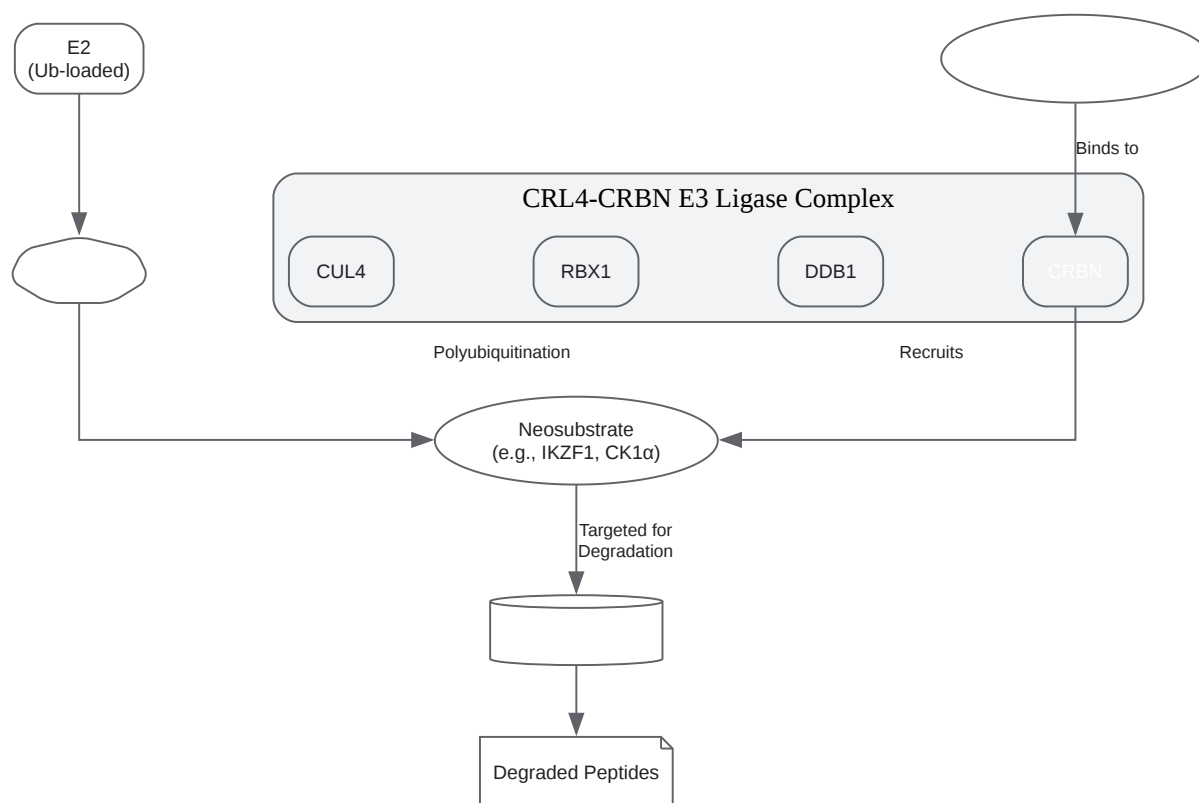 E2
(Ub-loaded)
Binds to
CRL4-CRBN E3 Ligase Complex
CUL4
RBX1
DDB1
CRBN
Polyubiquitination
Recruits
Neosubstrate
(e.g., IKZF1, CK1α)
Targeted for
Degradation
Degraded Peptides